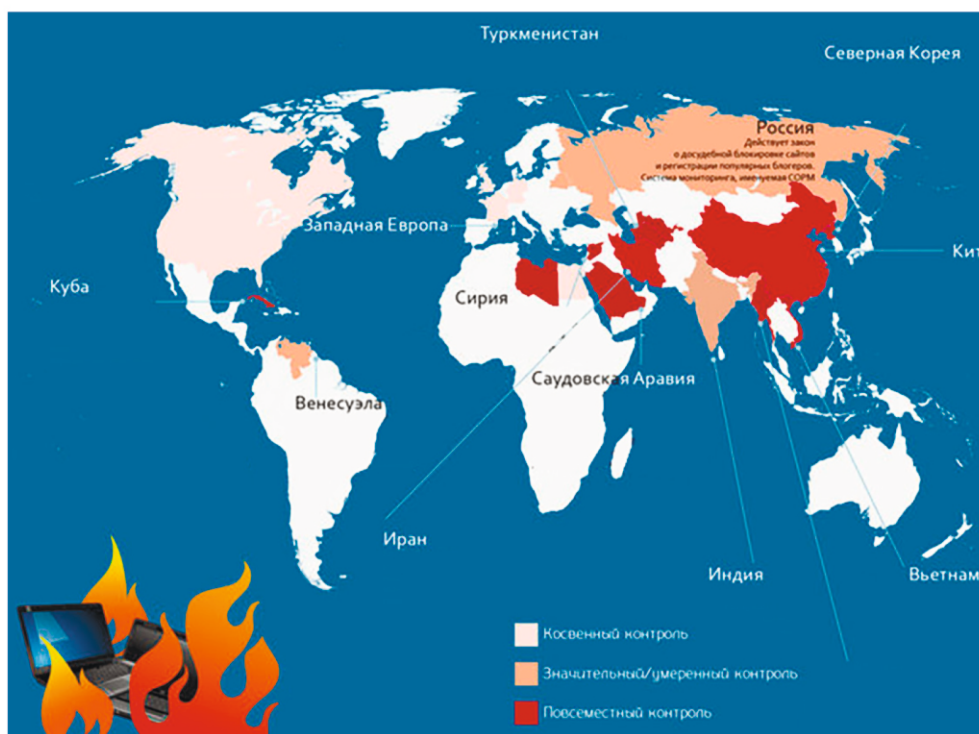 Туркменистан
Северная Корея
Россия
Действует закон
о досудебной блокировке сайтов
и регистрации популярных блогеров.
Система мониторинга, именуемая СОРМ
Западная Европа
Кит
Куба
Сирия
Саудовская Аравия
Венесуэла
Иран
Индия
Вьетнам
Косвенный контроль
Значительный/умеренный контроль
Повсеместный контроль